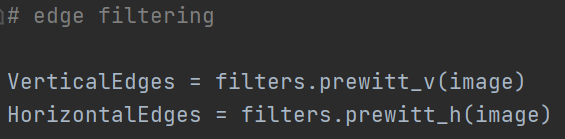 # edge filtering
VerticalEdges = filters.prewitt_v(image)
HorizontalEdges = filters.prewitt_h(image)